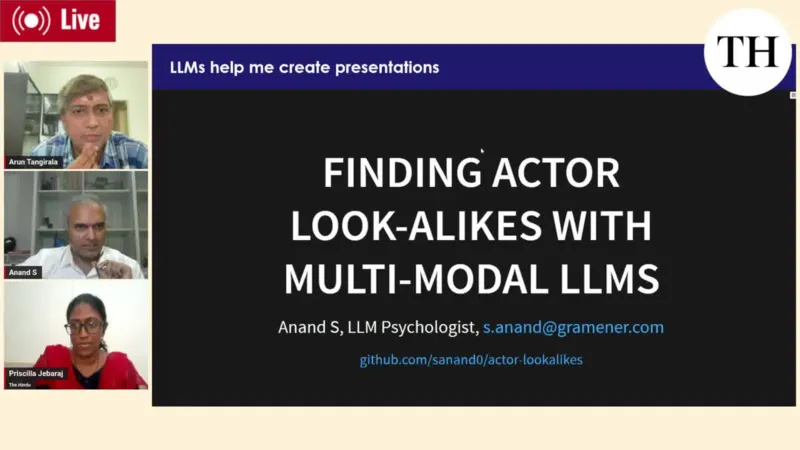 Live
LLMs help me create presentations
TH
Arun Tangirala
Anand S
Priscilla Jebaraj
The Hindu
FINDING ACTOR
LOOK-ALIKES WITH
MULTI-MODAL LLMS
Anand S, LLM Psychologist, s.anand@gramener.com
github.com/sanand0/actor-lookalikes